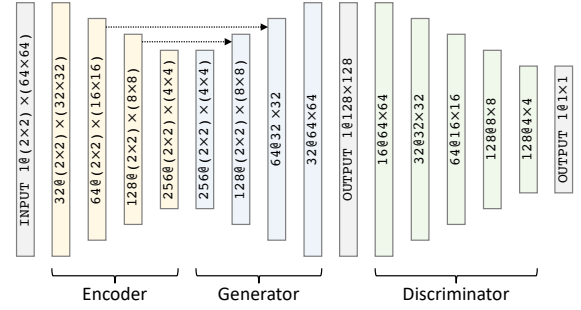 INPUT 1@(2×2)×(64×64)
32@(2×2)×(32×32)
64@(2×2)×(16×16)
128@(2×2)×(8×8)
256@(2×2)×(4×4)
256@(2×2)×(4×4)
128@(2×2)×(8×8)
64@32×32
32@64×64
OUTPUT 1@128×128
16@64×64
32@32×32
64@16×16
128@8×8
128@4×4
OUTPUT 1@1×1
Encoder
Generator
Discriminator